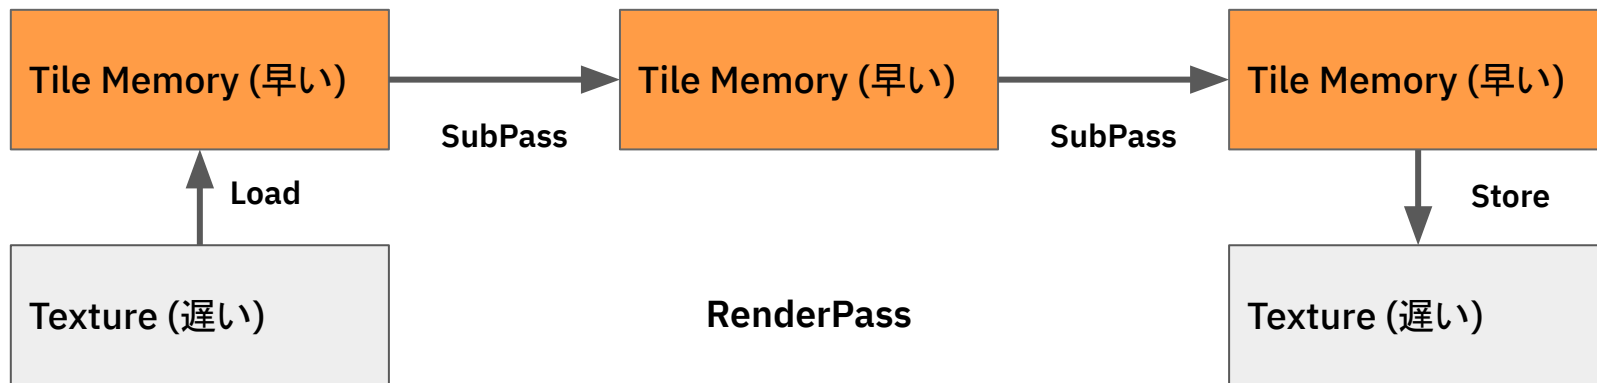 Tile Memory (早い)
Tile Memory (早い)
Tile Memory (早い)
SubPass
SubPass
Load
Store
Texture (遅い)
RenderPass
Texture (遅い)